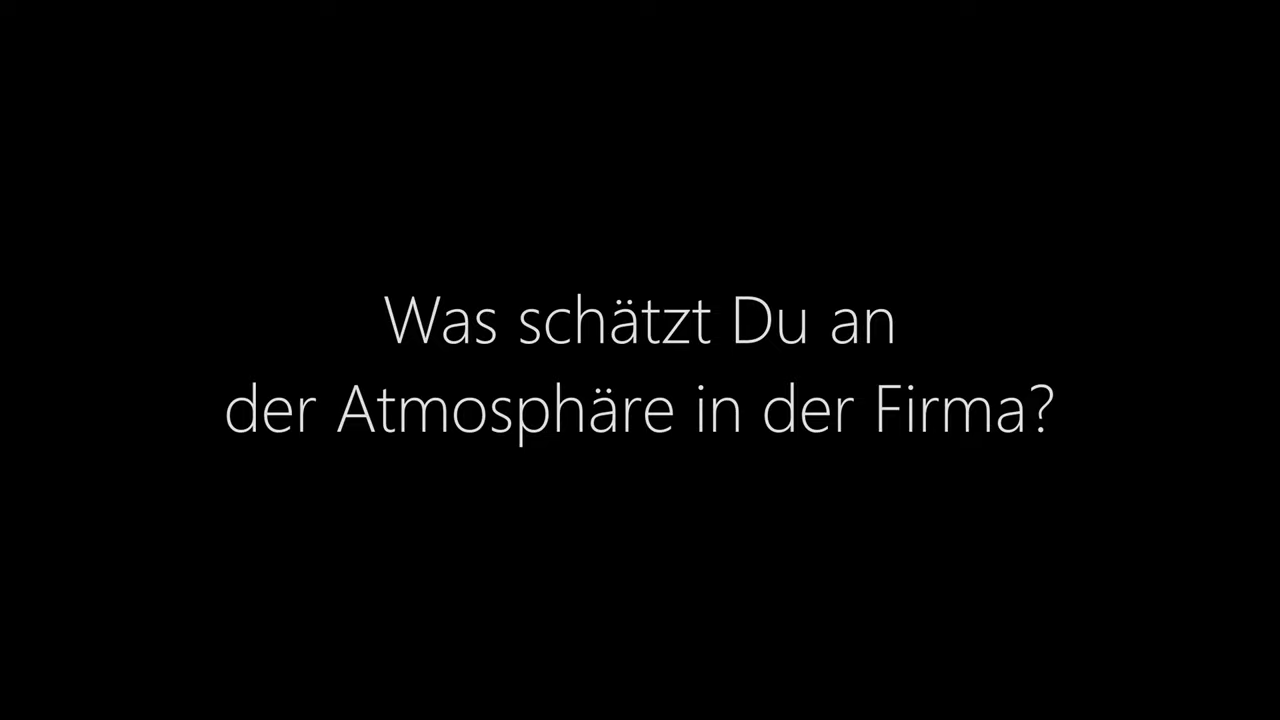 Was schätzt Du an
der Atmosphäre in der Firma?